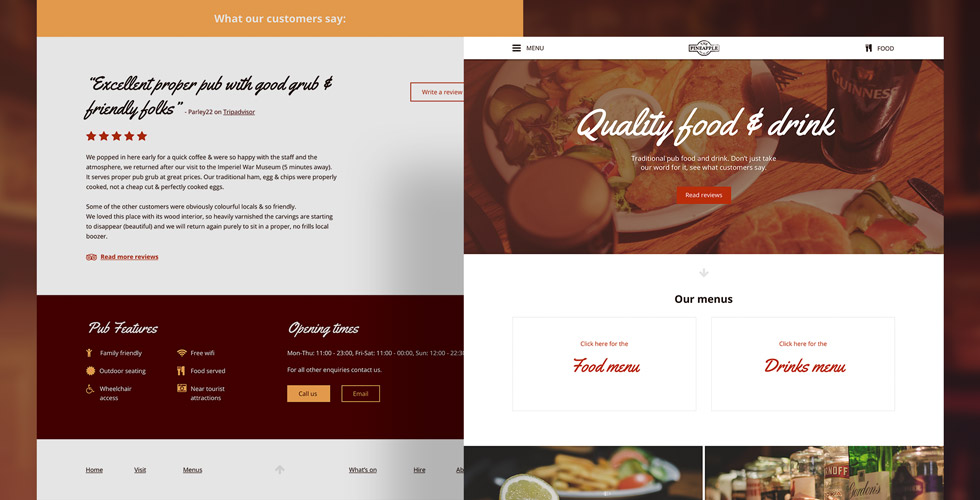 What our customers say:
“Excellent proper pub with good grub &
friendly folks” - Parley22 on Tripadvisor
Write a review
We popped in here early for a quick coffee & were so happy with the staff and the
atmosphere, we returned after our visit to the Imperiel War Museum (5 minutes away).
It serves proper pub grub at great prices. Our traditional ham, egg & chips were properly
cooked, not a cheap cut & perfectly cooked eggs.
Some of the other customers were obviously colourful locals & so friendly.
We loved this place with its wood interior, so heavily varnished the carvings are starting
to disappear (beautiful) and we will return again purely to sit in a proper, no frills local
boozer.
Read more reviews
Pub Features
Family friendly
Free wifi
Outdoor seating
Food served
Wheelchair
access
Near tourist
attractions
Opening times
Mon-Thu: 11:00 - 23:00, Fri-Sat: 11:00 - 00:00, Sun: 12:00 - 22:30
For all other enquiries contact us.
Call us
Email
Home
Visit
Menus
What's on
Hire
Ab
MENU
PINEAPPLE
FOOD
GUINNESS
Quality food & drink
Traditional pub food and drink. Don't just take
our word for it, see what customers say.
Read reviews
Our menus
Click here for the
Food menu
Click here for the
Drinks menu
NOFF
Gordon's